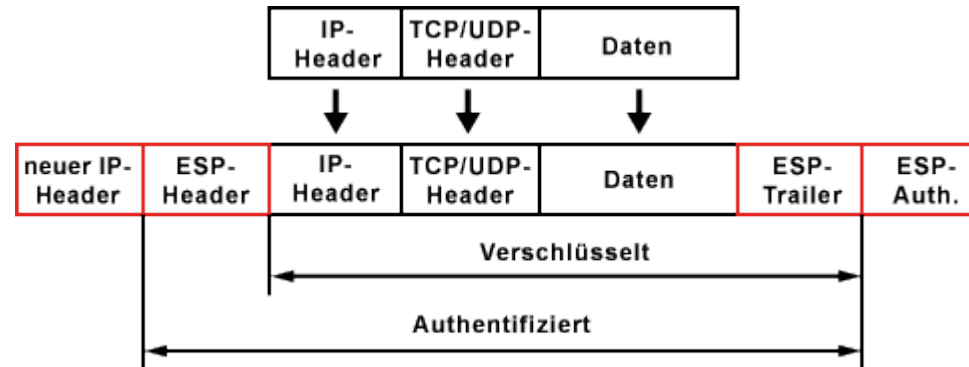 IP-
Header
TCP/UDP-
Header
Daten
neuer IP-
Header
ESP-
Header
IP-
Header
TCP/UDP-
Header
Daten
ESP-
Trailer
ESP-
Auth.
Verschlüsselt
Authentifiziert